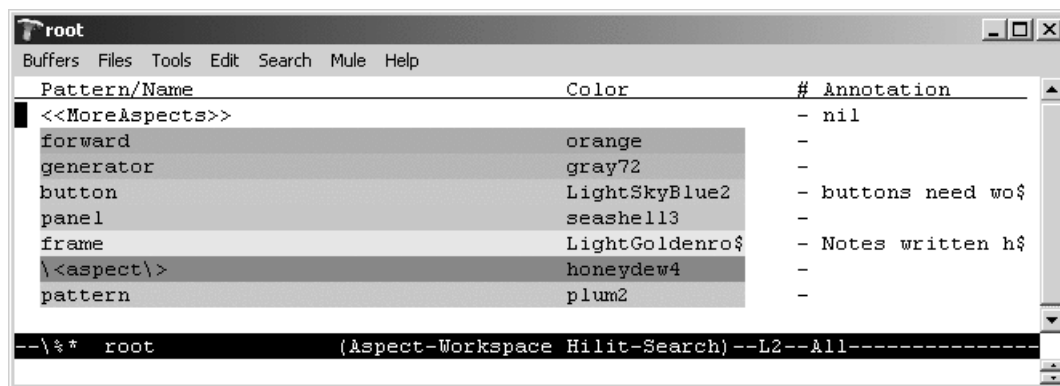 root
Buffers Files Tools Edit Search Mule Help
Pattern/Name Color # Annotation
<<MoreAspects>> - nil
forward orange -
generator gray72 -
button LightSkyBlue2 - buttons need wo$
panel seashell3 -
frame LightGoldenro$ - Notes written h$
\<aspect\> honeydew4 -
pattern plum2 -
--\%* root (Aspect-Workspace Hilit-Search)--L2--All---------------